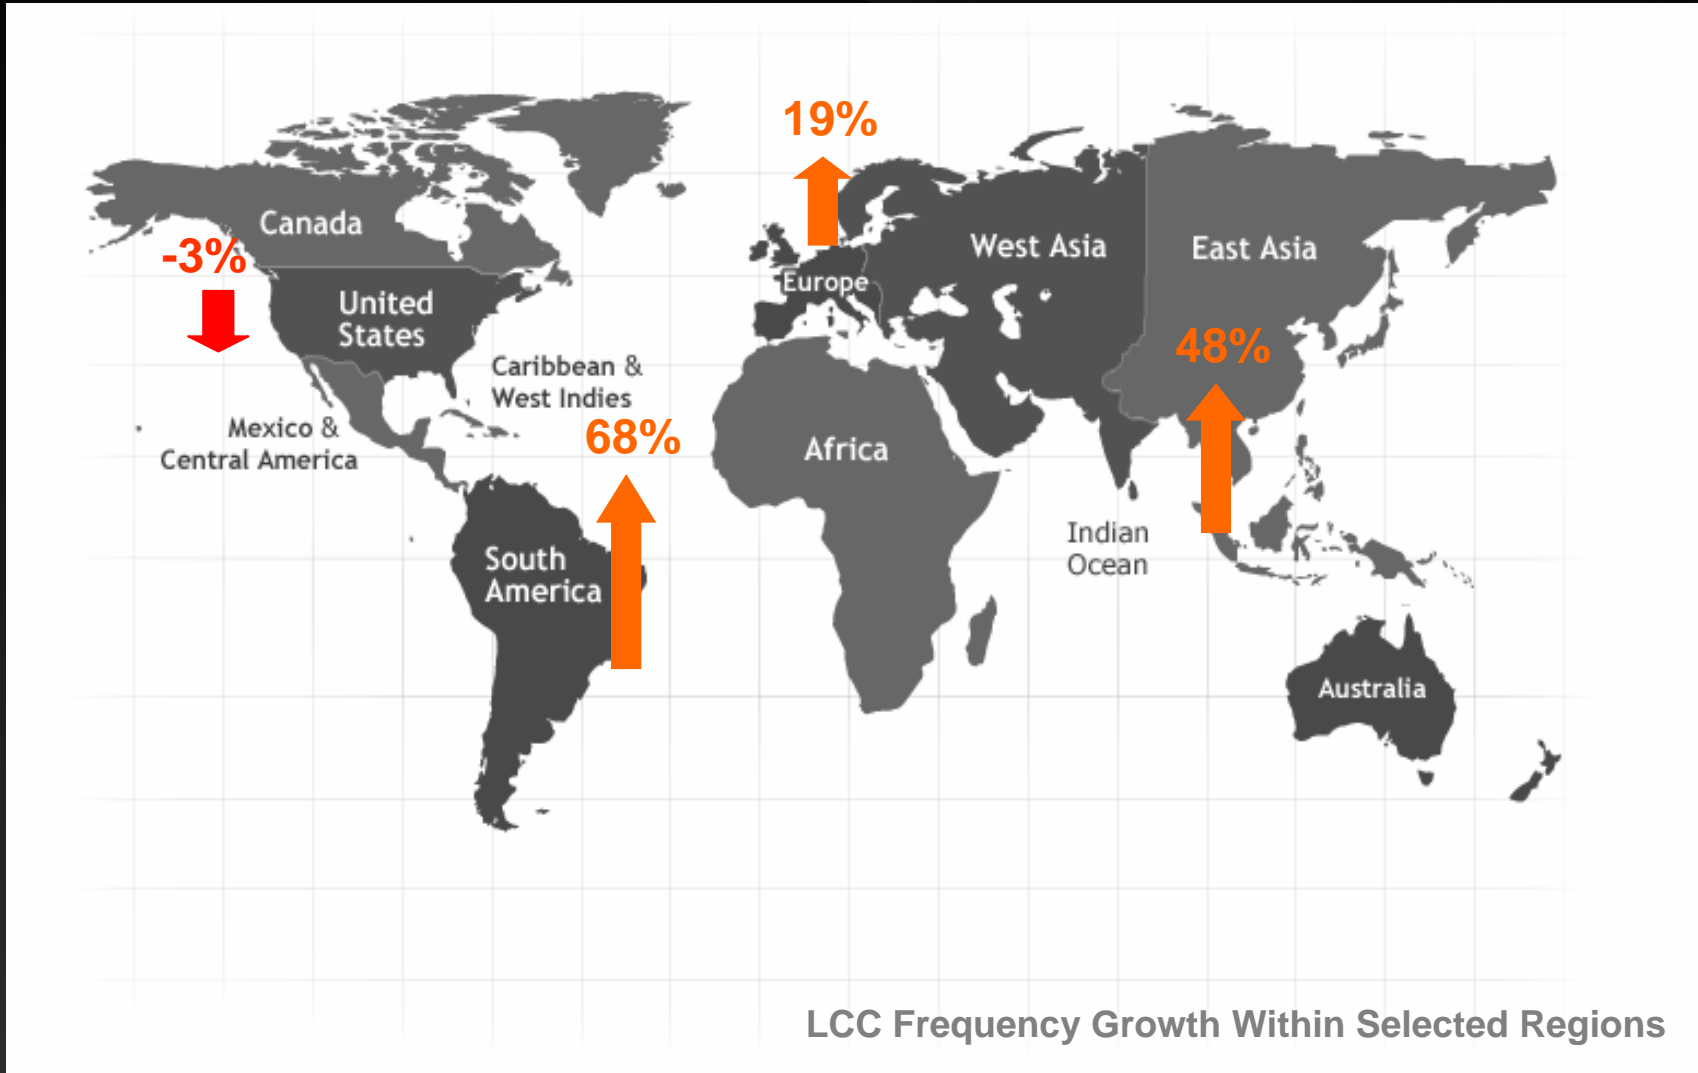 19%
Canada
-3%
West Asia
East Asia
Europe
United
States
48%
Caribbean &
West Indies
Mexico &
Central America
68%
Africa
Indian
Ocean
South
America
Australia
LCC Frequency Growth Within Selected Regions